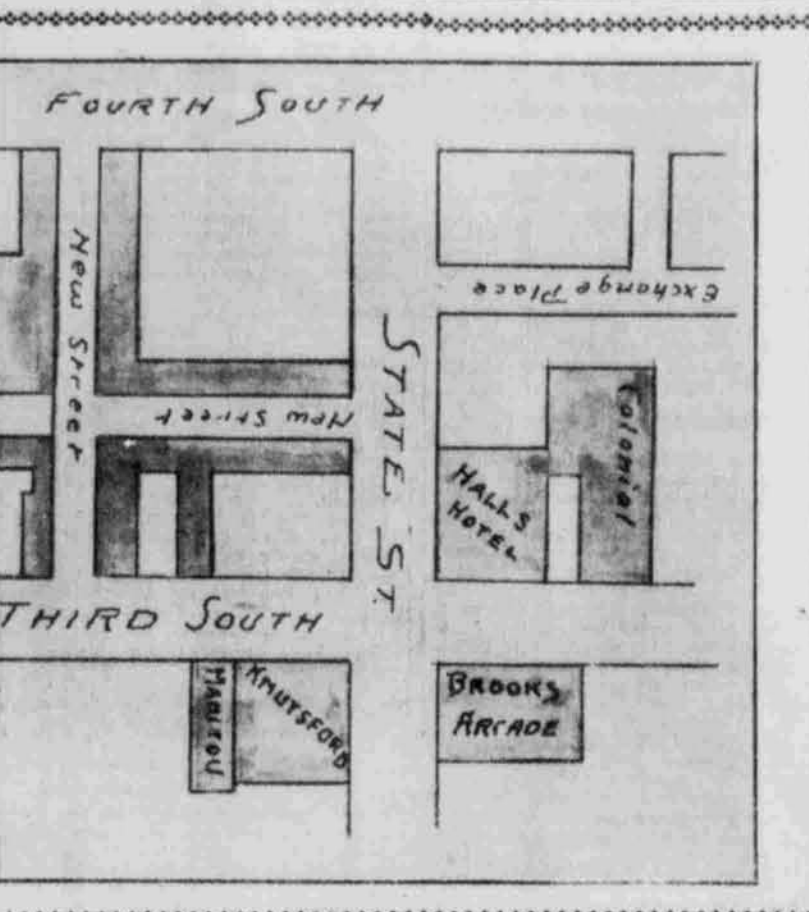 FOURTH SOUTH
New Street
Exchange Place
New Street
STATE ST.
Colonial
HALLS
HOTEL
THIRD SOUTH
MANITOU
KNUTSFORD
BROOKS
ARCADE